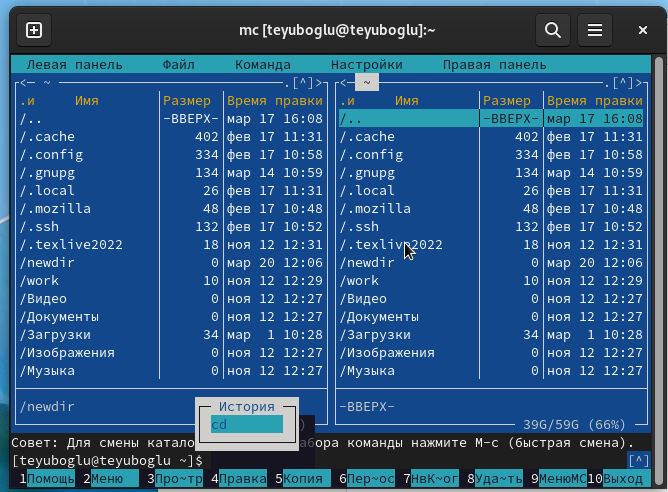 mc [teyuboglu@teyuboglu]:~
Левая панель Файл Команда Настройки Правая панель
<─ ~ .[^]> <─ ~ .[^]>
.и Имя Размер Время правки .и Имя Размер Время правки
/.. -ВВЕРХ- мар 17 16:08 /.. -ВВЕРХ- мар 17 16:08
/.cache 402 фев 17 11:31 /.cache 402 фев 17 11:31
/.config 334 фев 17 10:58 /.config 334 фев 17 10:58
/.gnupg 134 мар 14 10:59 /.gnupg 134 мар 14 10:59
/.local 26 фев 17 11:31 /.local 26 фев 17 11:31
/.mozilla 48 фев 17 10:48 /.mozilla 48 фев 17 10:48
/.ssh 132 фев 17 10:52 /.ssh 132 фев 17 10:52
/.texlive2022 18 ноя 12 12:31 /.texlive2022 18 ноя 12 12:31
/newdir 0 мар 20 12:06 /newdir 0 мар 20 12:06
/work 10 ноя 12 12:29 /work 10 ноя 12 12:29
/Видео 0 ноя 12 12:27 /Видео 0 ноя 12 12:27
/Документы 0 ноя 12 12:27 /Документы 0 ноя 12 12:27
/Загрузки 34 мар 1 10:28 /Загрузки 34 мар 1 10:28
/Изображения 0 ноя 12 12:27 /Изображения 0 ноя 12 12:27
/Музыка 0 ноя 12 12:27 /Музыка 0 ноя 12 12:27
/newdir -ВВЕРХ-
История
cd
39G/59G (66%)
Совет: Для смены катало бора команды нажмите M-c (быстрая смена).
[teyuboglu@teyuboglu ~]$ [^]
1Помощь 2Меню 3Про~тр 4Правка 5Копия 6Пер~ос 7НвК~ог 8Уда~ть 9МенюMC 10Выход